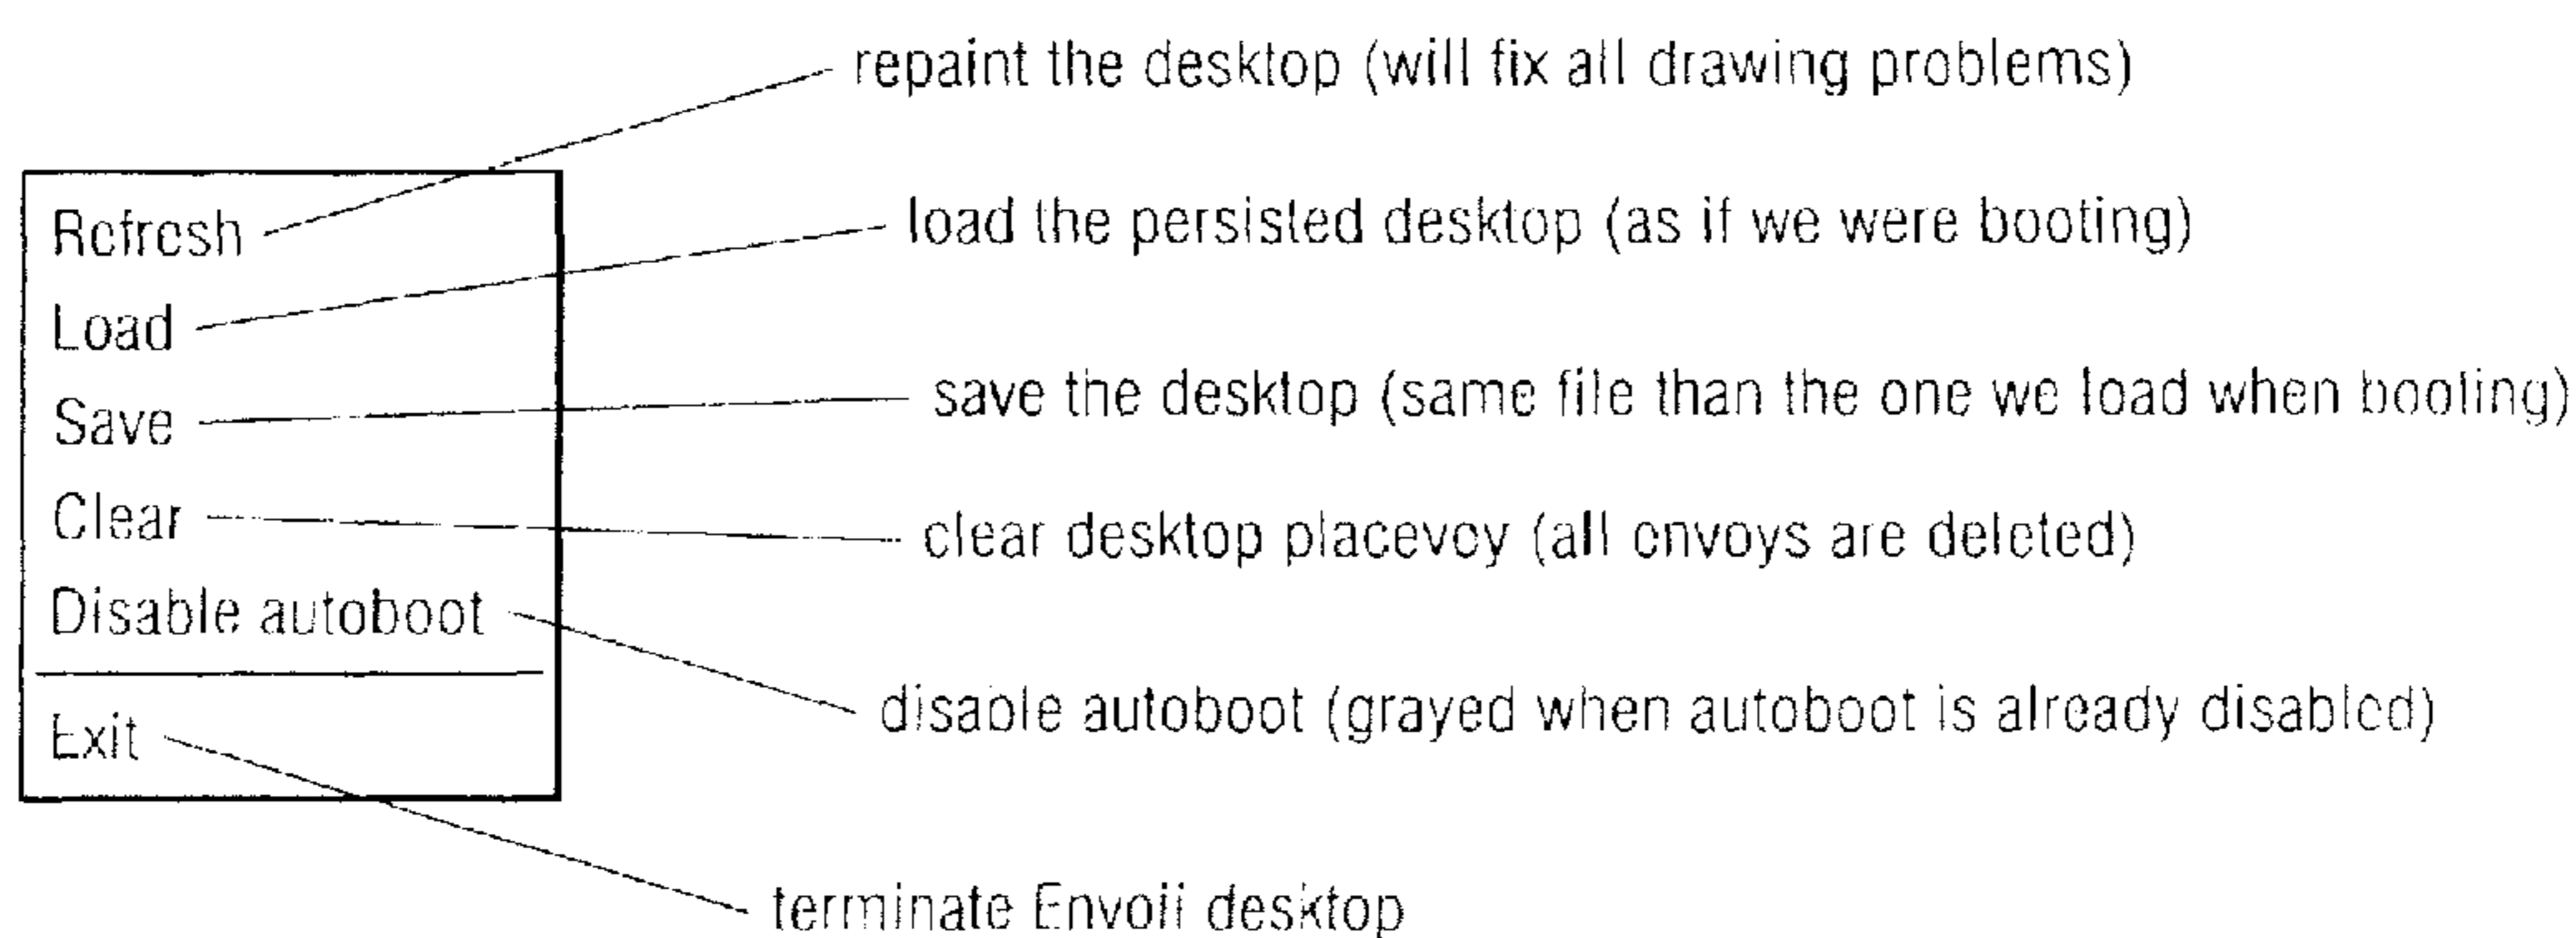 repaint the desktop (will fix all drawing problems)
Refresh
load the persisted desktop (as if we were booting)
Load
save the desktop (same file than the one we load when booting)
Save
Clear
clear desktop placevoy (all envoys are deleted)
Disable autoboot
disable autoboot (grayed when autoboot is already disabled)
Exit
terminate Envoii desktop